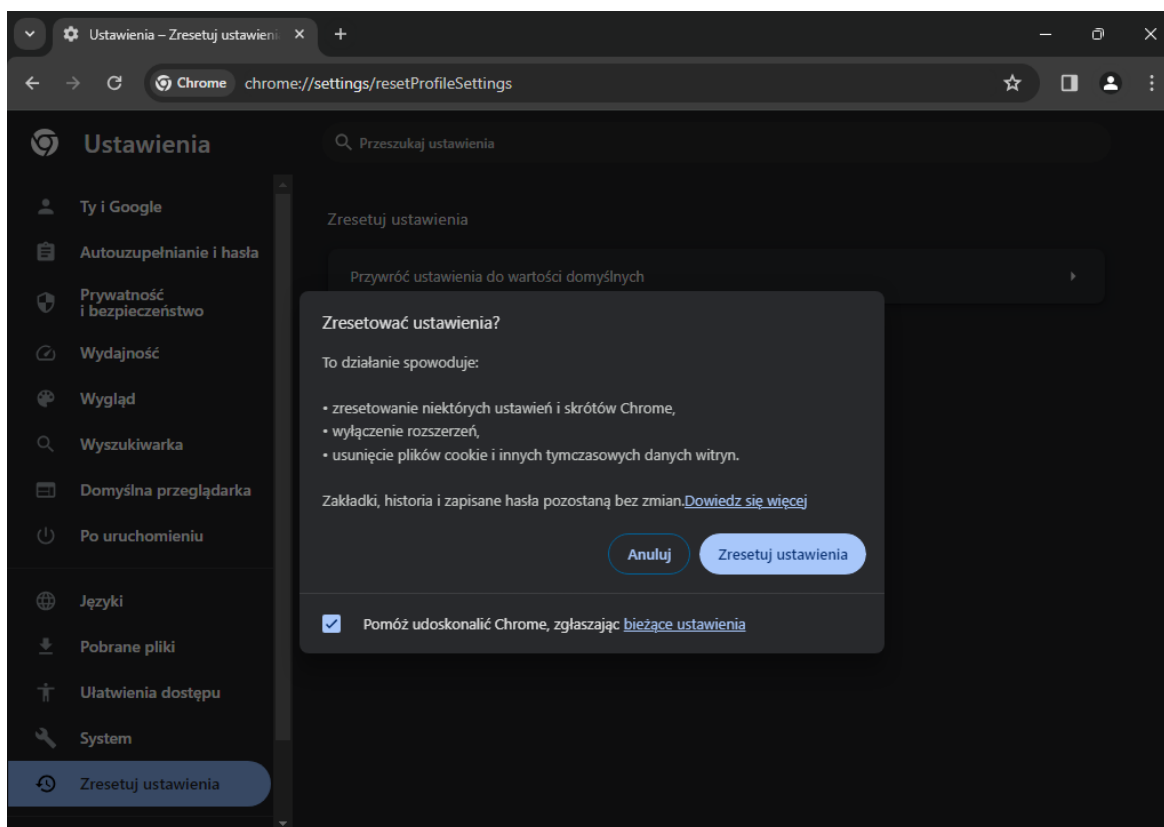 Ustawienia – Zresetuj ustawieni
Chrome chrome://settings/resetProfileSettings
Ustawienia
Przeszukaj ustawienia
Ty i Google
Autouzupełnianie i hasła
Prywatność
i bezpieczeństwo
Wydajność
Wygląd
Wyszukiwarka
Domyślna przeglądarka
Po uruchomieniu
Języki
Pobrane pliki
Ułatwienia dostępu
System
Zresetuj ustawienia
Zresetuj ustawienia
Przywróć ustawienia do wartości domyślnych
Zresetować ustawienia?
To działanie spowoduje:
• zresetowanie niektórych ustawień i skrótów Chrome,
• wyłączenie rozszerzeń,
• usunięcie plików cookie i innych tymczasowych danych witryn.
Zakładki, historia i zapisane hasła pozostaną bez zmian.Dowiedz się więcej
Anuluj Zresetuj ustawienia
Pomóż udoskonalić Chrome, zgłaszając bieżące ustawienia